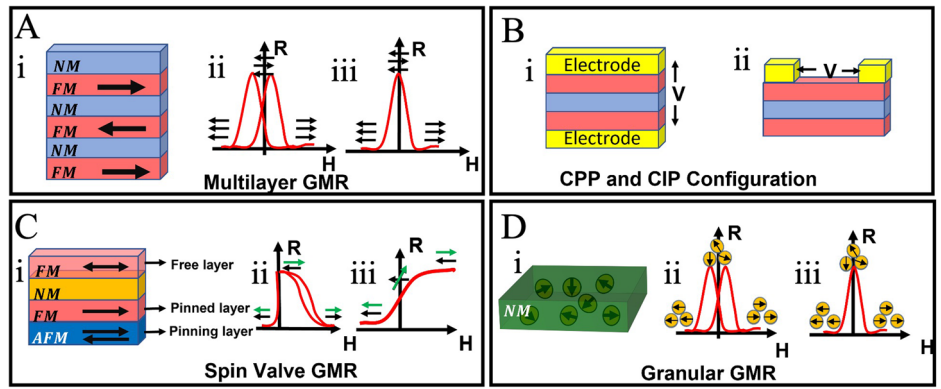 A
i
NM
FM
NM
FM
NM
FM
ii
R
H
iii
R
H
Multilayer GMR
B
i
Electrode
V
Electrode
ii
V
CPP and CIP Configuration
C
i
FM
NM
FM
AFM
Free layer
Pinned layer
Pinning layer
ii
R
H
iii
R
H
Spin Valve GMR
D
i
NM
ii
R
H
iii
R
H
Granular GMR